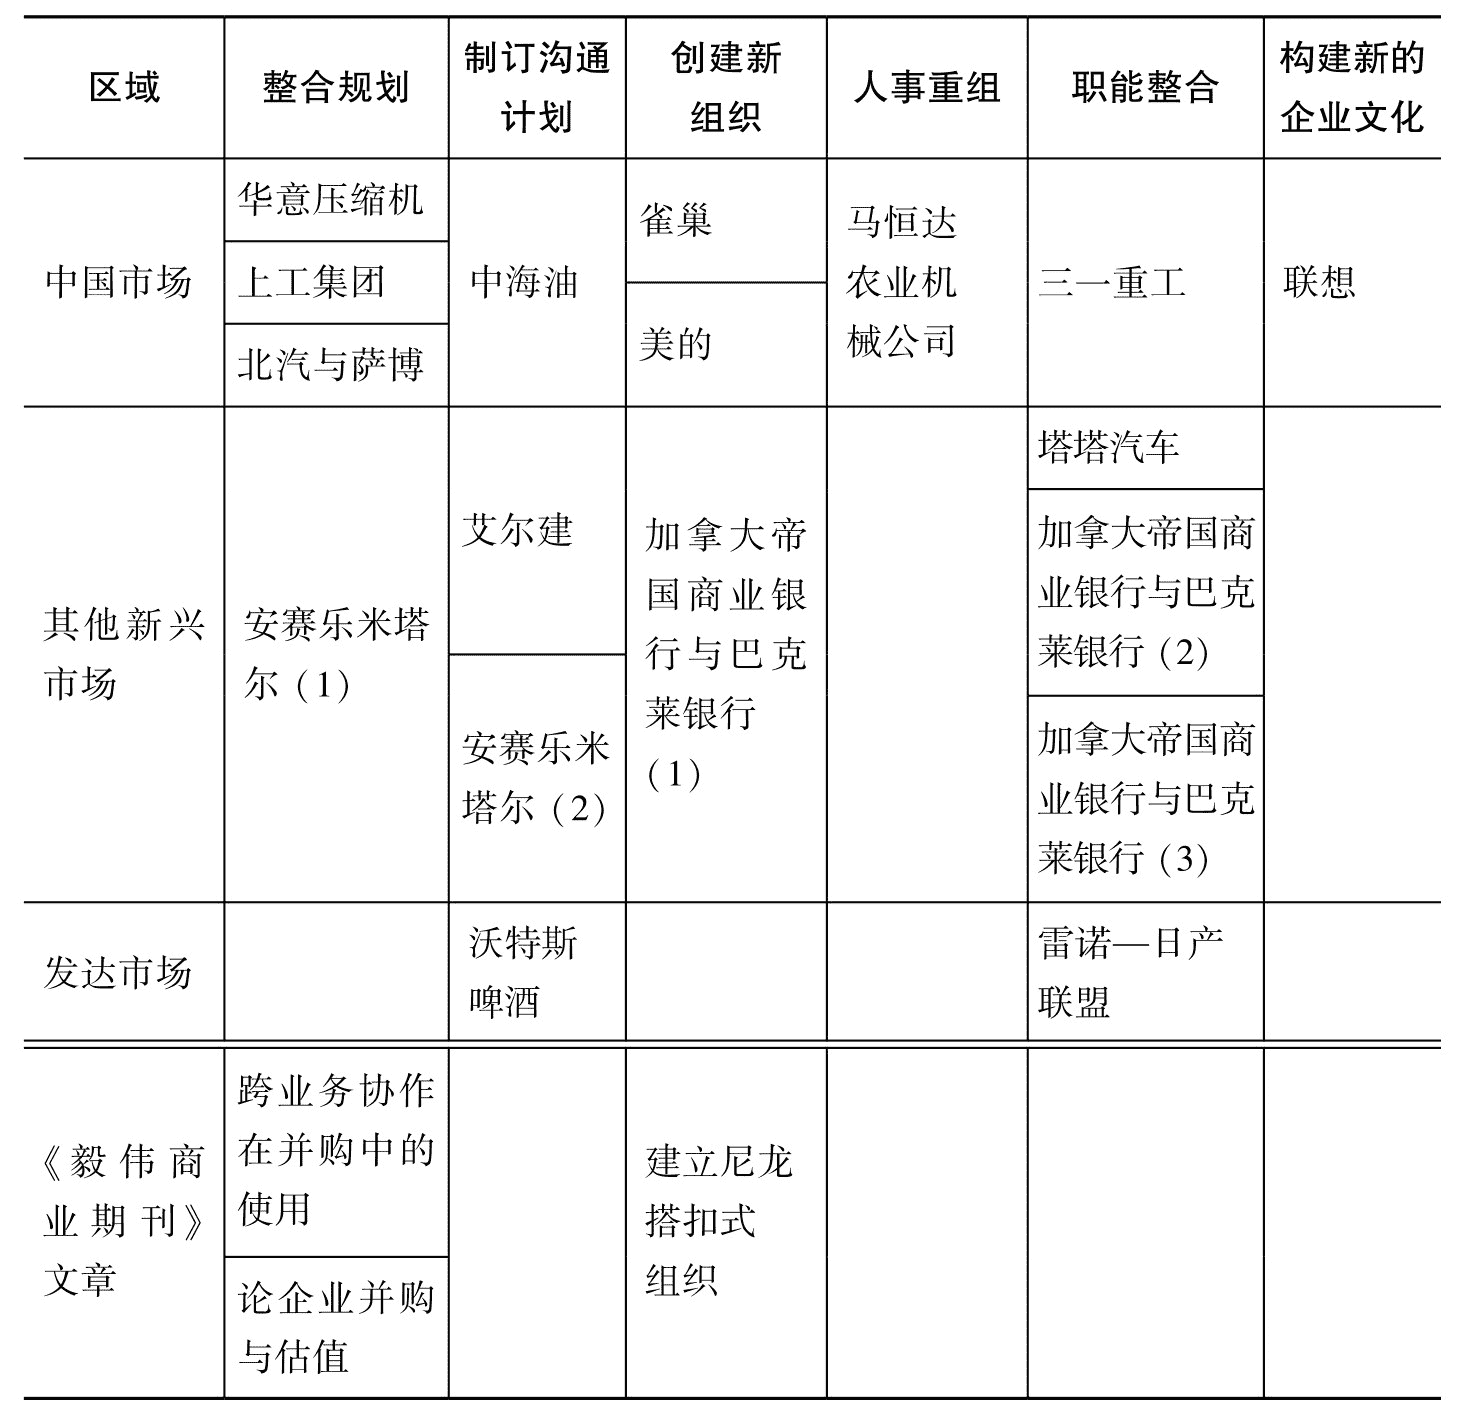 区域
整合规划
制订沟通
计划
创建新
组织
人事重组
职能整合
构建新的
企业文化
中国市场
华意压缩机
上工集团
北汽与萨博
中海油
雀巢
美的
马恒达
农业机
械公司
三一重工
联想
其他新兴
市场
安赛乐米塔
尔(1)
艾尔建
安赛乐米
塔尔(2)
加拿大帝
国商业银
行与巴克
莱银行
(1)
塔塔汽车
加拿大帝国商
业银行与巴克
莱银行(2)
加拿大帝国商
业银行与巴克
莱银行(3)
发达市场
沃特斯
啤酒
雷诺—日产
联盟
《毅伟商
业期刊》
文章
跨业务协作
在并购中的
使用
论企业并购
与估值
建立尼龙
搭扣式
组织